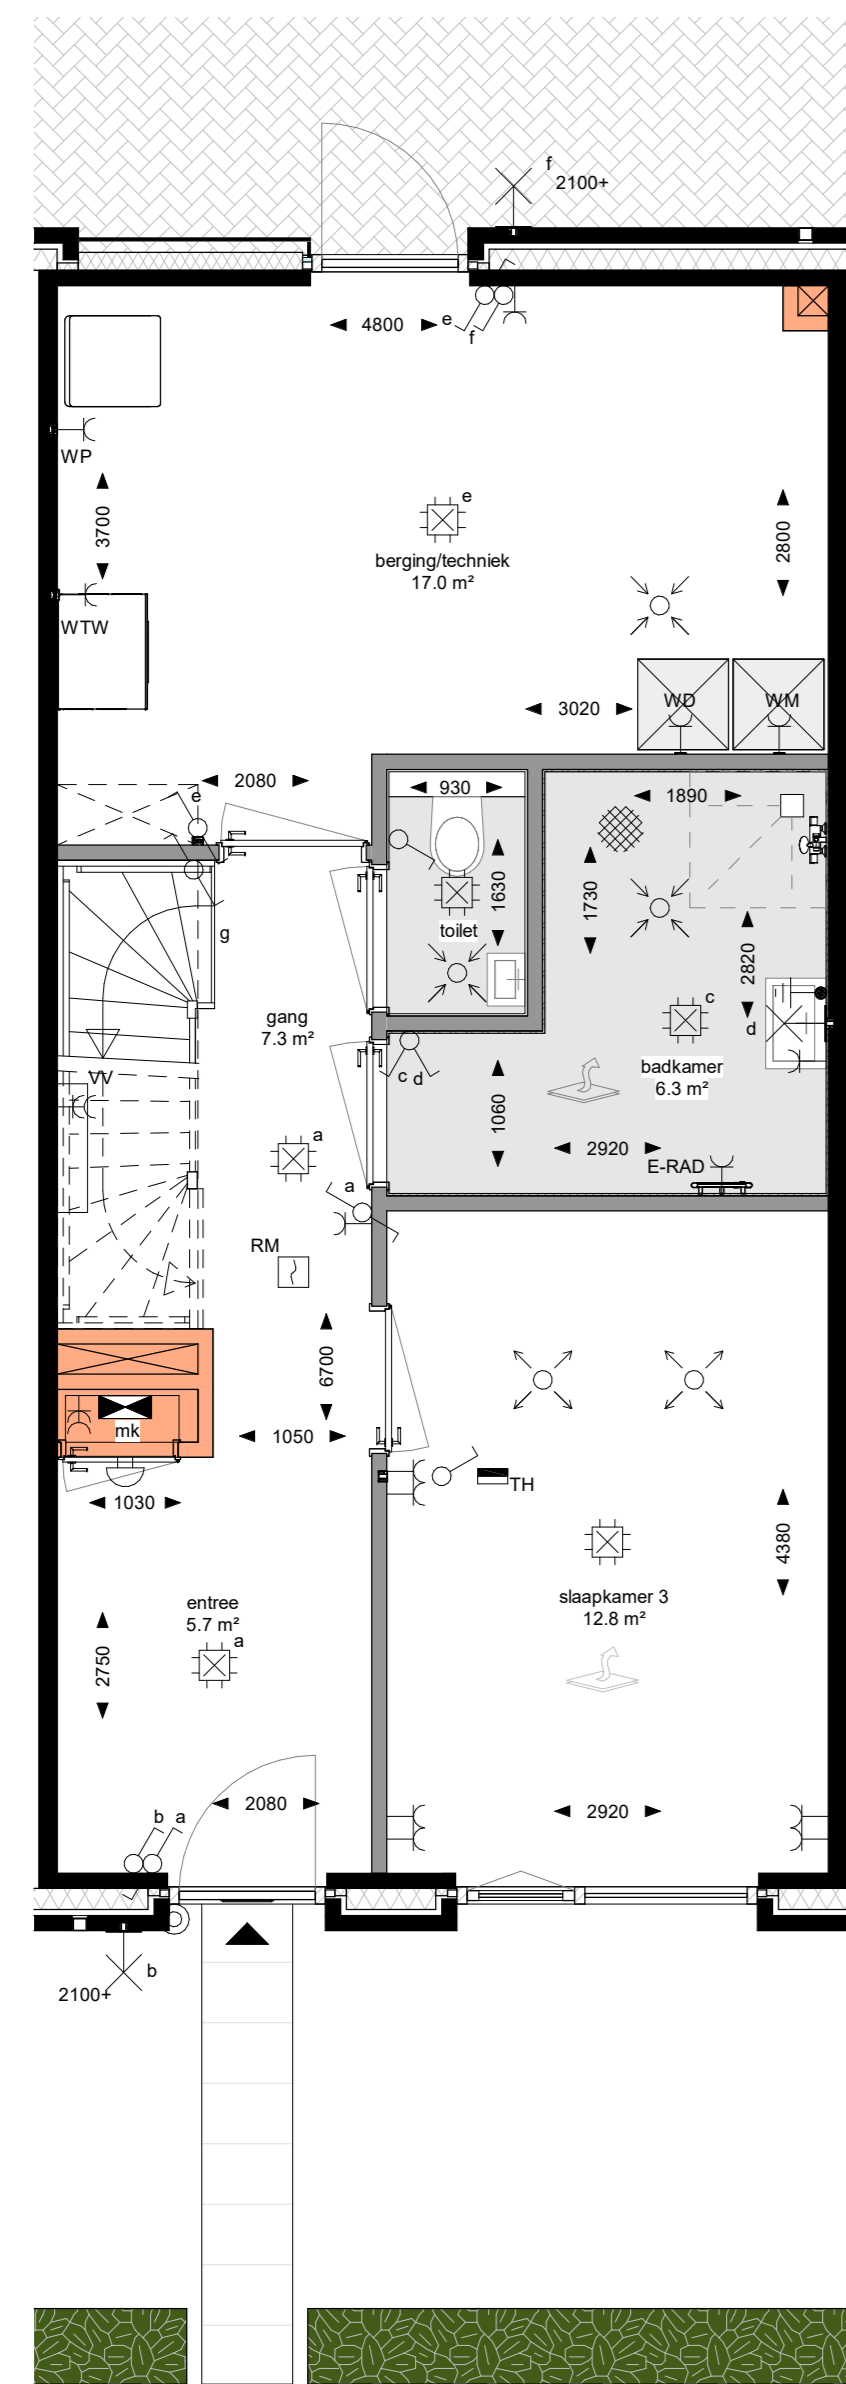 f
2100+
4800
e
f
WP
3700
e
2800
berging/techniek
17.0 m²
WTW
WD
WM
3020
2080
e
930
1890
1630
1730
toilet
g
2820
gang
7.3 m²
c
d
badkamer
6.3 m²
VV
c d
1060
2920
a
E-RAD
a
RM
6700
mk
1050
TH
1030
4380
entree
5.7 m²
slaapkamer 3
12.8 m²
a
2750
2080
2920
b a
b
2100+